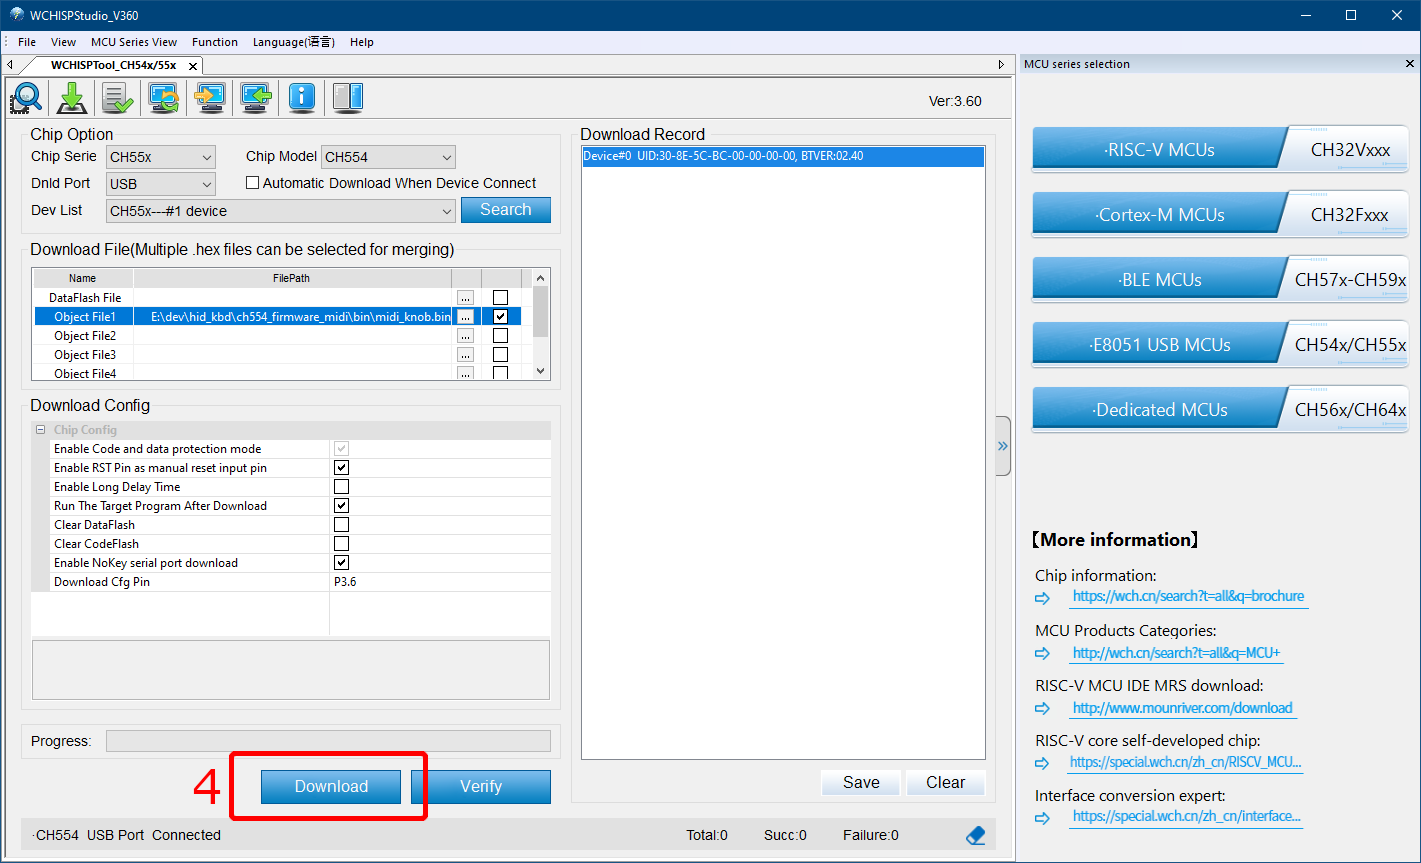 WCHISPStudio_V360
File View MCU Series View Function Language(语言) Help
WCHISPTool_CH54x/55x
MCU series selection
Ver:3.60
Chip Option
Chip Serie CH55x Chip Model CH554
Dnld Port USB Automatic Download When Device Connect
Dev List CH55x---#1 device Search
Download File(Multiple .hex files can be selected for merging)
Name FilePath
DataFlash File ...
Object File1 E:\dev\hid_kbd\ch554_firmware_midi\bin\midi_knob.bin ...
Object File2 ...
Object File3 ...
Object File4 ...
Download Config
Chip Config
Enable Code and data protection mode
Enable RST Pin as manual reset input pin
Enable Long Delay Time
Run The Target Program After Download
Clear DataFlash
Clear CodeFlash
Enable NoKey serial port download
Download Cfg Pin P3.6
Progress:
4
Download Verify
Download Record
Device#0 UID:30-8E-5C-BC-00-00-00-00, BTVER:02.40
Save Clear
·CH554 USB Port Connected Total:0 Succ:0 Failure:0
·RISC-V MCUs CH32Vxxx
·Cortex-M MCUs CH32Fxxx
·BLE MCUs CH57x-CH59x
·E8051 USB MCUs CH54x/CH55x
·Dedicated MCUs CH56x/CH64x
【More information】
Chip information:
https://wch.cn/search?t=all&q=brochure
MCU Products Categories:
http://wch.cn/search?t=all&q=MCU+
RISC-V MCU IDE MRS download:
http://www.mounriver.com/download
RISC-V core self-developed chip:
https://special.wch.cn/zh_cn/RISCV_MCU...
Interface conversion expert:
https://special.wch.cn/zh_cn/interface...